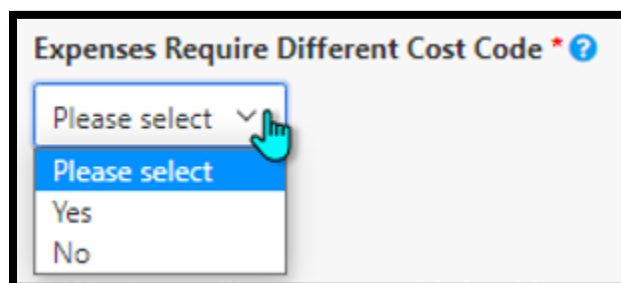 Expenses Require Different Cost Code * ?
Please select
Please select
Yes
No